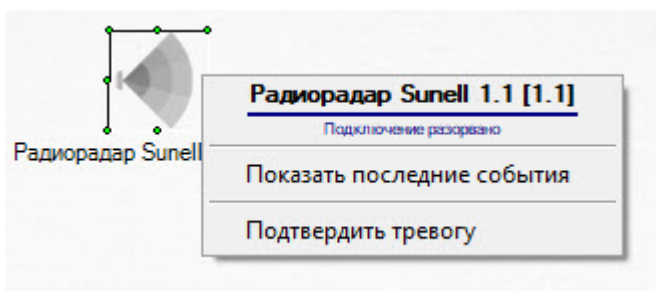 Радиорадар Sunell 1.1 [1.1]
Подключение разорвано
Радиорадар Sunell
Показать последние события
Подтвердить тревогу